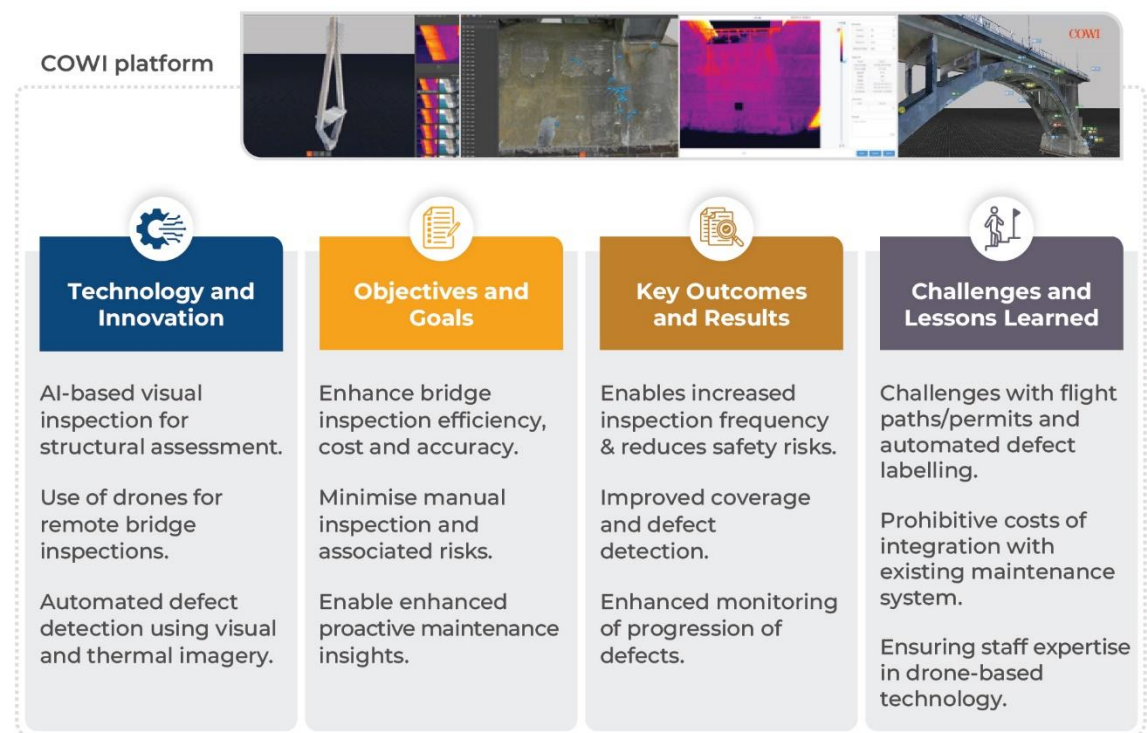 COWI platform
COWI
Technology and
Innovation
AI-based visual
inspection for
structural assessment.
Use of drones for
remote bridge
inspections.
Automated defect
detection using visual
and thermal imagery.
Objectives and
Goals
Enhance bridge
inspection efficiency,
cost and accuracy.
Minimise manual
inspection and
associated risks.
Enable enhanced
proactive maintenance
insights.
Key Outcomes
and Results
Enables increased
inspection frequency
& reduces safety risks.
Improved coverage
and defect
detection.
Enhanced monitoring
of progression of
defects.
Challenges and
Lessons Learned
Challenges with flight
paths/permits and
automated defect
labelling.
Prohibitive costs of
integration with
existing maintenance
system.
Ensuring staff expertise
in drone-based
technology.